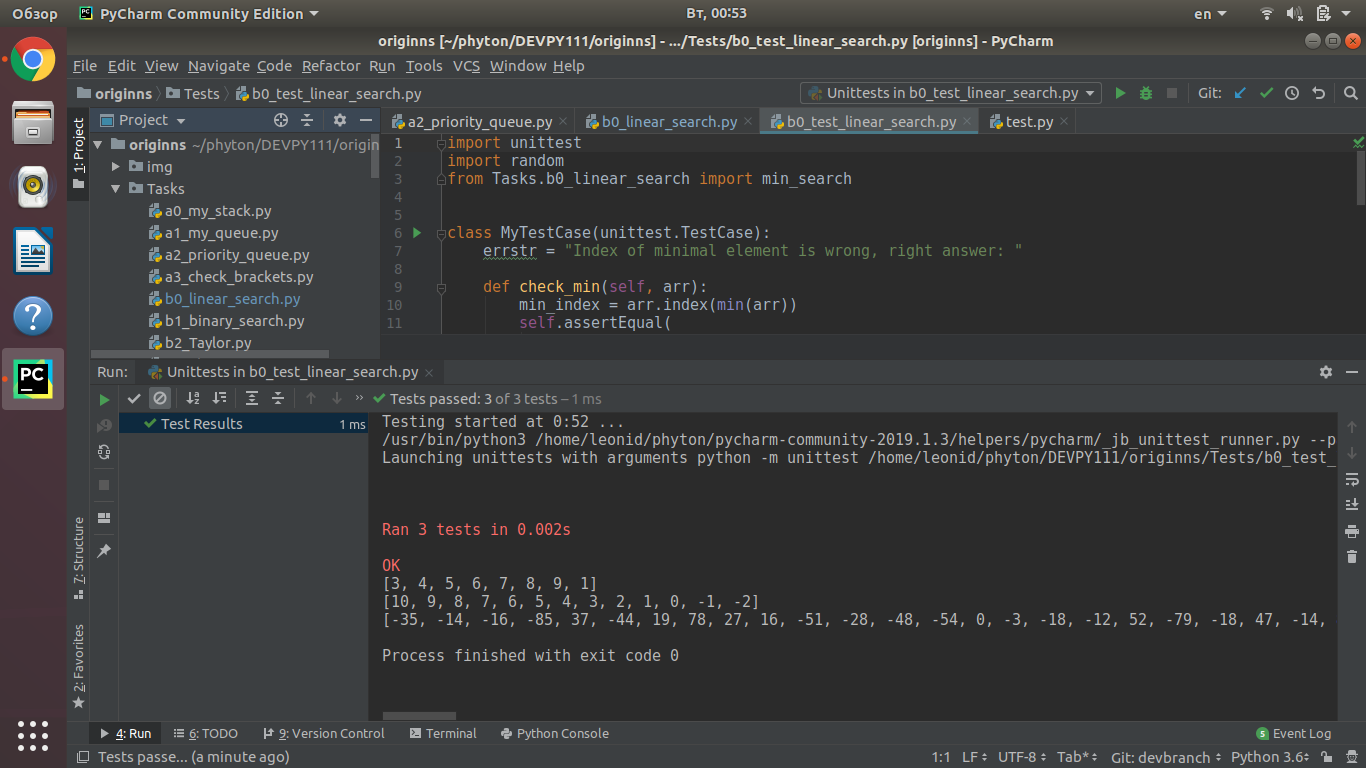 Обзор PyCharm Community Edition Вт, 00:53 en
originns [~/phyton/DEVPY111/originns] - .../Tests/b0_test_linear_search.py [originns] - PyCharm
File Edit View Navigate Code Refactor Run Tools VCS Window Help
originns Tests b0_test_linear_search.py Unittests in b0_test_linear_search.py Git:
1: Project
Project a2_priority_queue.py b0_linear_search.py b0_test_linear_search.py test.py
originns ~/phyton/DEVPY111/origin
img
Tasks
a0_my_stack.py
a1_my_queue.py
a2_priority_queue.py
a3_check_brackets.py
b0_linear_search.py
b1_binary_search.py
b2_Taylor.py
1 import unittest
2 import random
3 from Tasks.b0_linear_search import min_search
4
5
6 class MyTestCase(unittest.TestCase):
7 errstr = "Index of minimal element is wrong, right answer: "
8
9 def check_min(self, arr):
10 min_index = arr.index(min(arr))
11 self.assertEqual(
Run: Unittests in b0_test_linear_search.py
Tests passed: 3 of 3 tests – 1 ms
Test Results 1 ms
Testing started at 0:52 ...
/usr/bin/python3 /home/leonid/phyton/pycharm-community-2019.1.3/helpers/pycharm/_jb_unittest_runner.py --p
Launching unittests with arguments python -m unittest /home/leonid/phyton/DEVPY111/originns/Tests/b0_test_
Ran 3 tests in 0.002s
OK
[3, 4, 5, 6, 7, 8, 9, 1]
[10, 9, 8, 7, 6, 5, 4, 3, 2, 1, 0, -1, -2]
[-35, -14, -16, -85, 37, -44, 19, 78, 27, 16, -51, -28, -48, -54, 0, -3, -18, -12, 52, -79, -18, 47, -14,
Process finished with exit code 0
7: Structure
2: Favorites
PC
4: Run 6: TODO 9: Version Control Terminal Python Console 5 Event Log
Tests passe... (a minute ago) 1:1 LF UTF-8 Tab* Git: devbranch Python 3.6